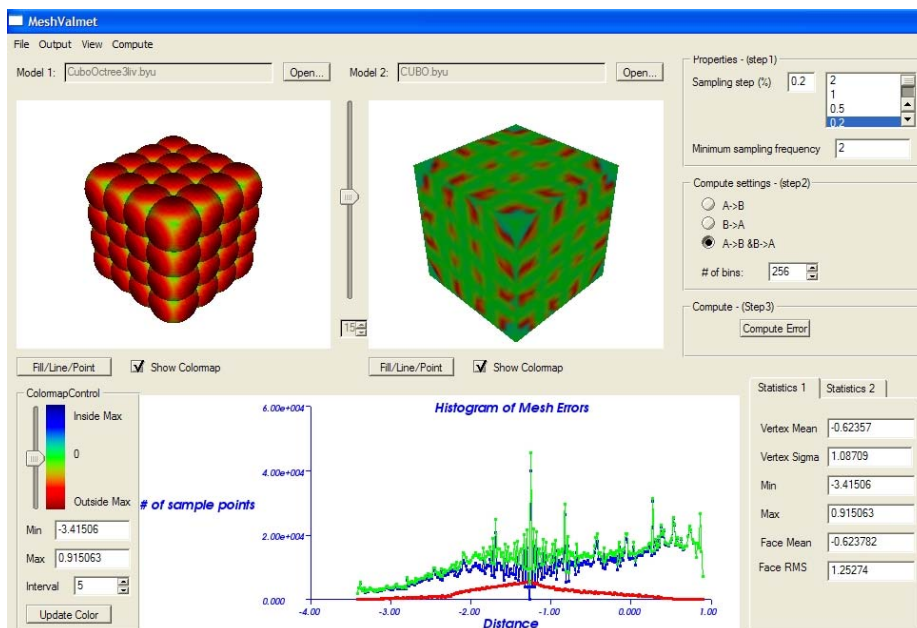 MeshValmet
File Output View Compute
Model 1: CuboOctree3liv.byu Open... Model 2: CUBO.byu Open...
Properties - (step1)
Sampling step (%) 0.2
2
1
0.5
0.2
Minimum sampling frequency 2
Compute settings - (step2)
A->B
B->A
A->B &B->A
# of bins: 256
15
Compute - (Step3)
Compute Error
Fill/Line/Point Show Colormap
Fill/Line/Point Show Colormap
ColormapControl
Inside Max
0
Outside Max
Min -3.41506
Max 0.915063
Interval 5
Update Color
Histogram of Mesh Errors
# of sample points
6.00e+004
4.00e+004
2.00e+004
0.000
-4.00 -3.00 -2.00 -1.00 0.000 1.00
Distance
Statistics 1 Statistics 2
Vertex Mean -0.62357
Vertex Sigma 1.08709
Min -3.41506
Max 0.915063
Face Mean -0.623782
Face RMS 1.25274